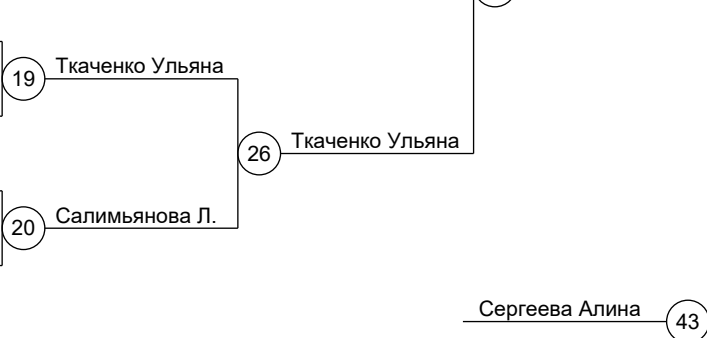 19 Ткаченко Ульяна
26 Ткаченко Ульяна
20 Салимьянова Л.
Сергеева Алина 43